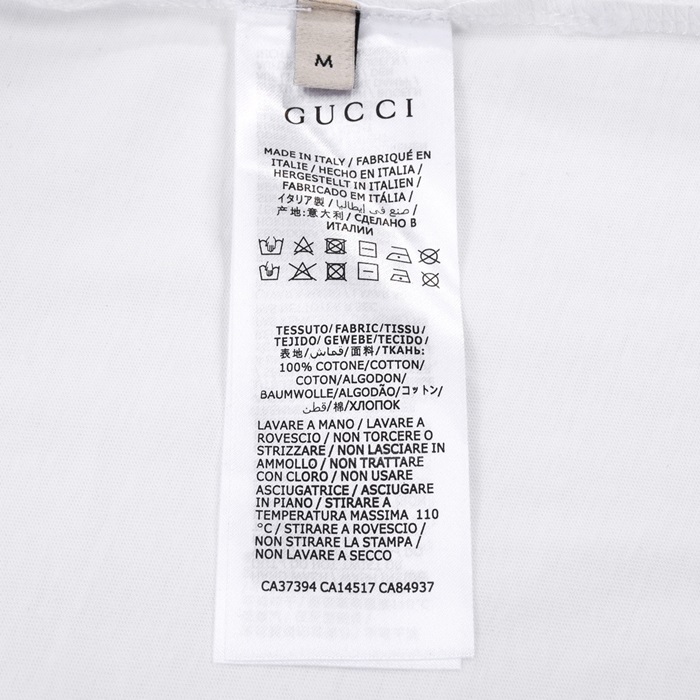 M
GUCCI
MADE IN ITALY / FABRIQUÉ EN
ITALIE / HECHO EN ITALIA /
HERGESTELLT IN ITALIEN /
FABRICADO EM ITÁLIA /
イタリア製 / صنع في إيطاليا /
产地:意大利 / СДЕЛАНО В
ИТАЛИИ
TESSUTO/FABRIC/TISSU/
TEJIDO/GEWEBE/TECIDO/
表地/قماش/面料/ТКАНЬ:
100% COTONE/COTTON/
COTON/ALGODON/
BAUMWOLLE/ALGODÃO/コットン/
قطن/棉/ХЛОПОК
LAVARE A MANO / LAVARE A
ROVESCIO / NON TORCERE O
STRIZZARE / NON LASCIARE IN
AMMOLLO / NON TRATTARE
CON CLORO / NON USARE
ASCIUGATRICE / ASCIUGARE
IN PIANO / STIRARE A
TEMPERATURA MASSIMA 110
°C / STIRARE A ROVESCIO /
NON STIRARE LA STAMPA /
NON LAVARE A SECCO
CA37394 CA14517 CA84937